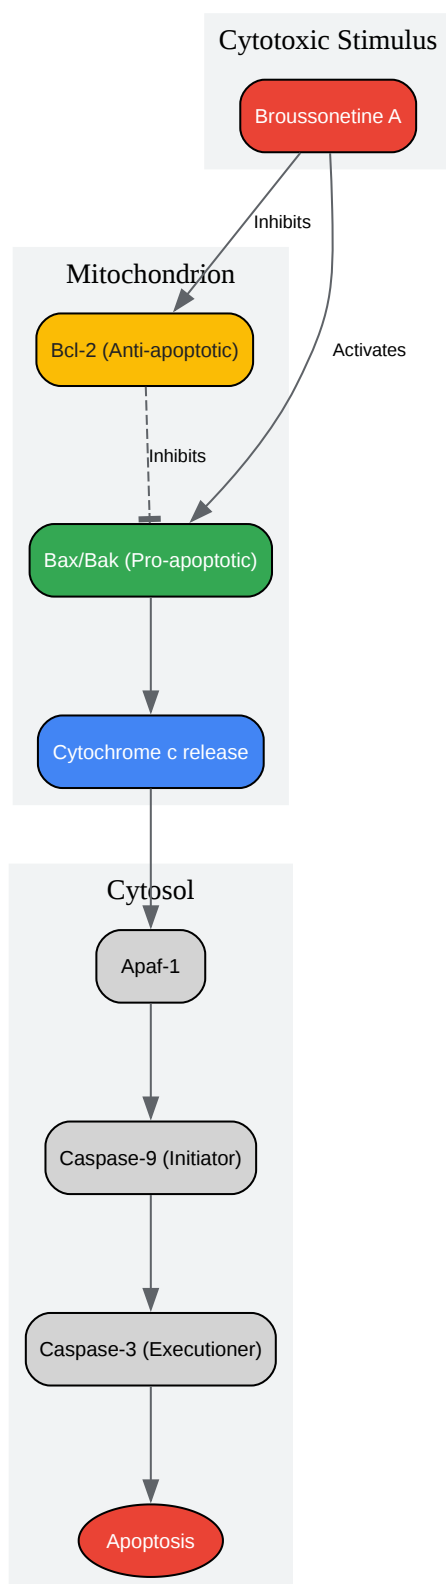 Cytotoxic Stimulus
Broussonetine A
Inhibits
Mitochondrion
Bcl-2 (Anti-apoptotic)
Activates
Inhibits
Bax/Bak (Pro-apoptotic)
Cytochrome c release
Cytosol
Apaf-1
Caspase-9 (Initiator)
Caspase-3 (Executioner)
Apoptosis